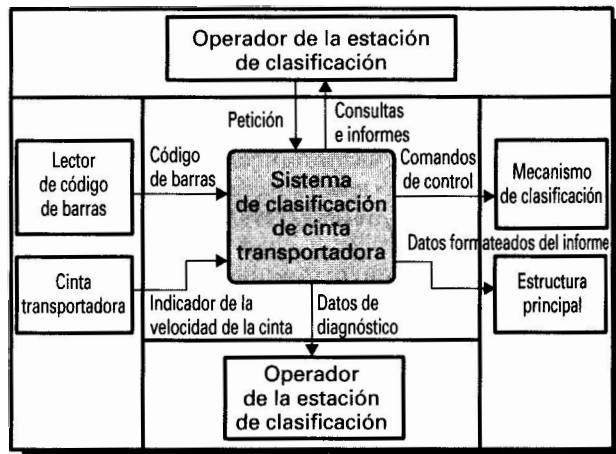 Operador de la estación
de clasificación
Petición
Consultas
e informes
Lector
de código
de barras
Código
de barras
Sistema
de clasificación
de cinta
transportadora
Comandos
de control
Mecanismo
de clasificación
Datos formateados del informe
Cinta
transportadora
Indicador de la
velocidad de la cinta
Datos de
diagnóstico
Estructura
principal
Operador
de la estación
de clasificación